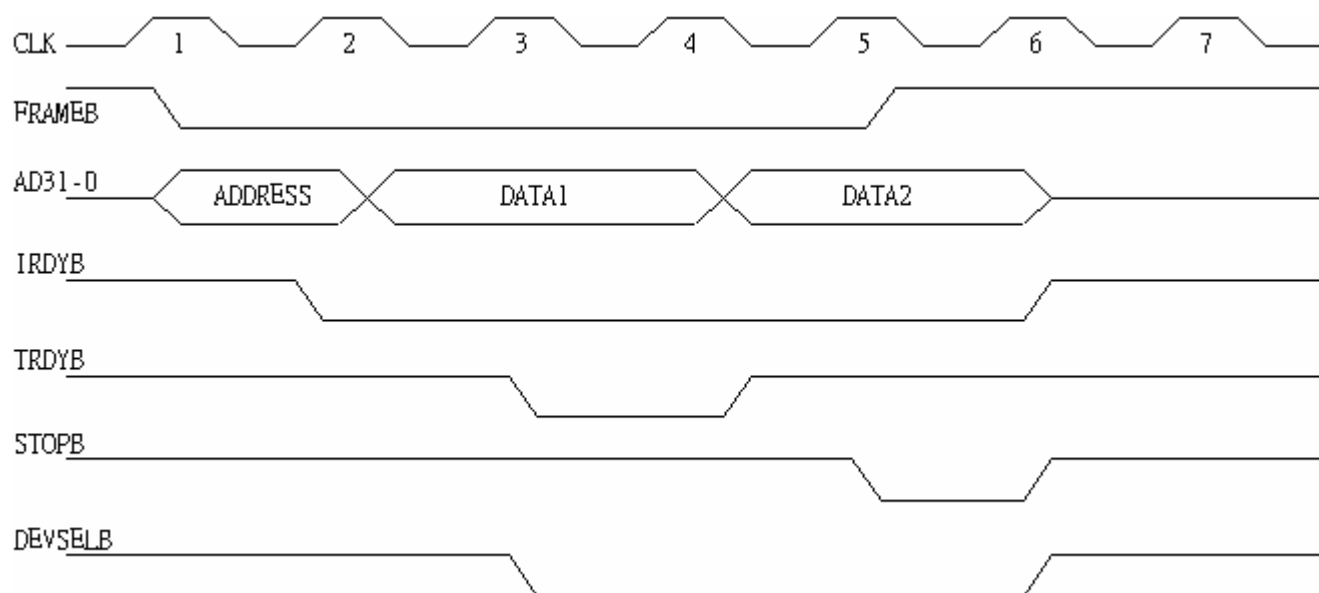 CLK 1 2 3 4 5 6 7
FRAMEB
AD31-0 ADDRESS DATA1 DATA2
IRDYB
TRDYB
STOPB
DEVSELB